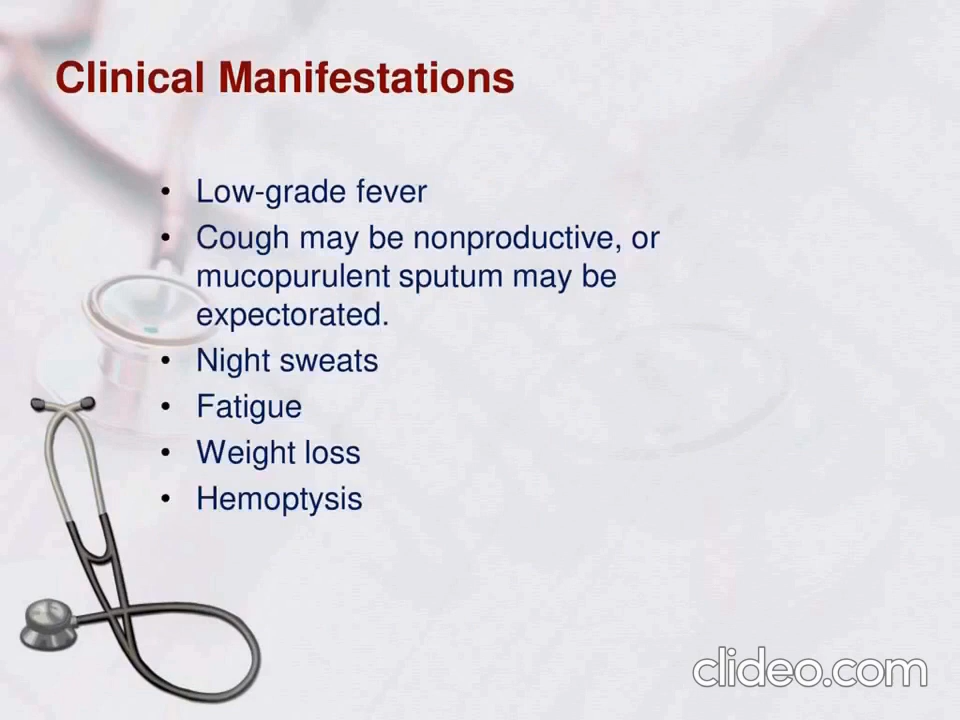 Clinical Manifestations
• Low-grade fever
• Cough may be nonproductive, or
mucopurulent sputum may be
expectorated.
• Night sweats
• Fatigue
• Weight loss
• Hemoptysis
clideo.com